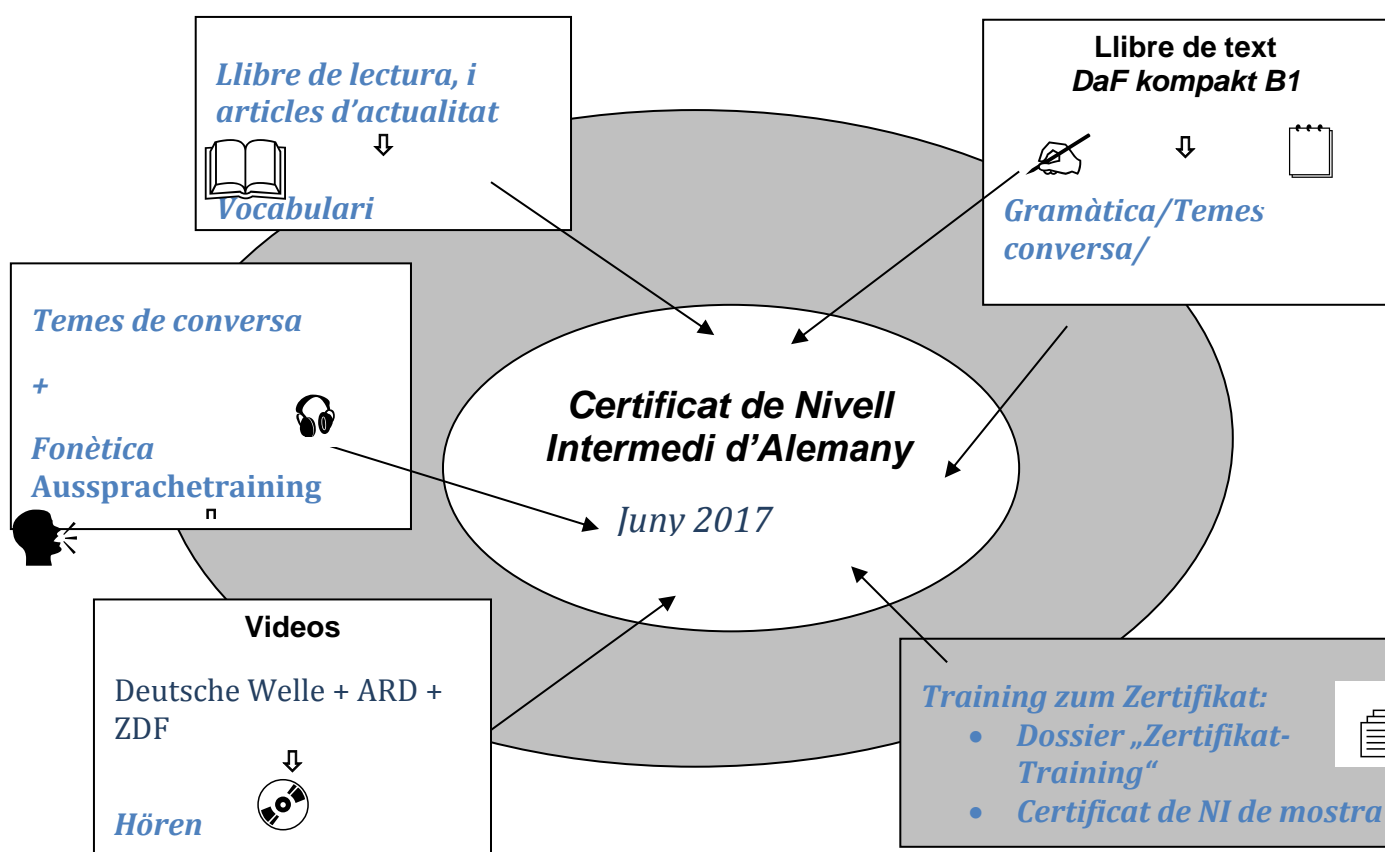 Llibre de lectura, i
articles d’actualitat
Vocabulari
Llibre de text
DaF kompakt B1
Gramàtica/Temes
conversa/
Temes de conversa
+
Fonètica
Aussprachetraining
Certificat de Nivell
Intermedi d’Alemany
Juny 2017
Videos
Deutsche Welle + ARD +
ZDF
Hören
Training zum Zertifikat:
• Dossier „Zertifikat-
Training“
• Certificat de NI de mostra